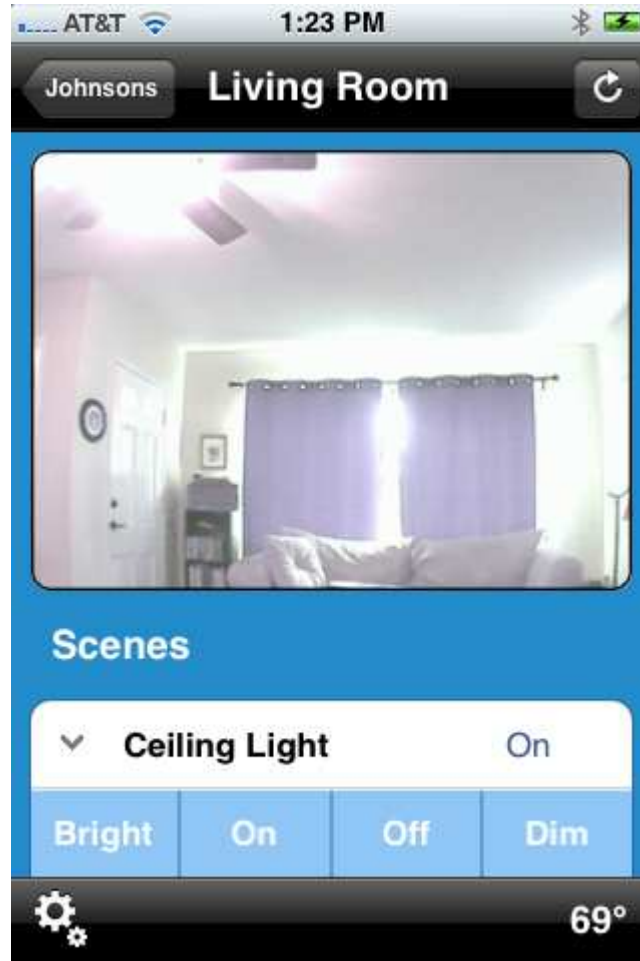 AT&T 1:23 PM
Johnsons Living Room
Scenes
Ceiling Light On
Bright On Off Dim
69°